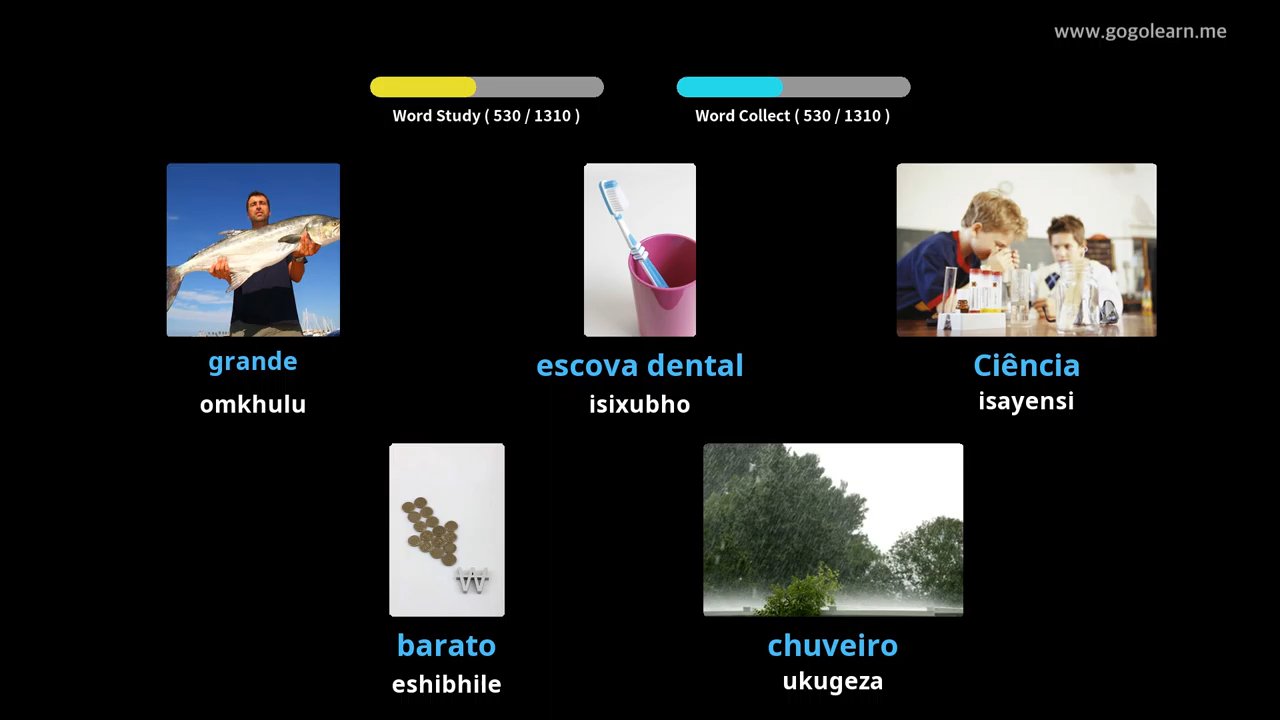 www.gogolearn.me
Word Study ( 530 / 1310 )
Word Collect ( 530 / 1310 )
grande
omkhulu
escova dental
isixubho
Ciência
isayensi
barato
eshibhile
chuveiro
ukugeza